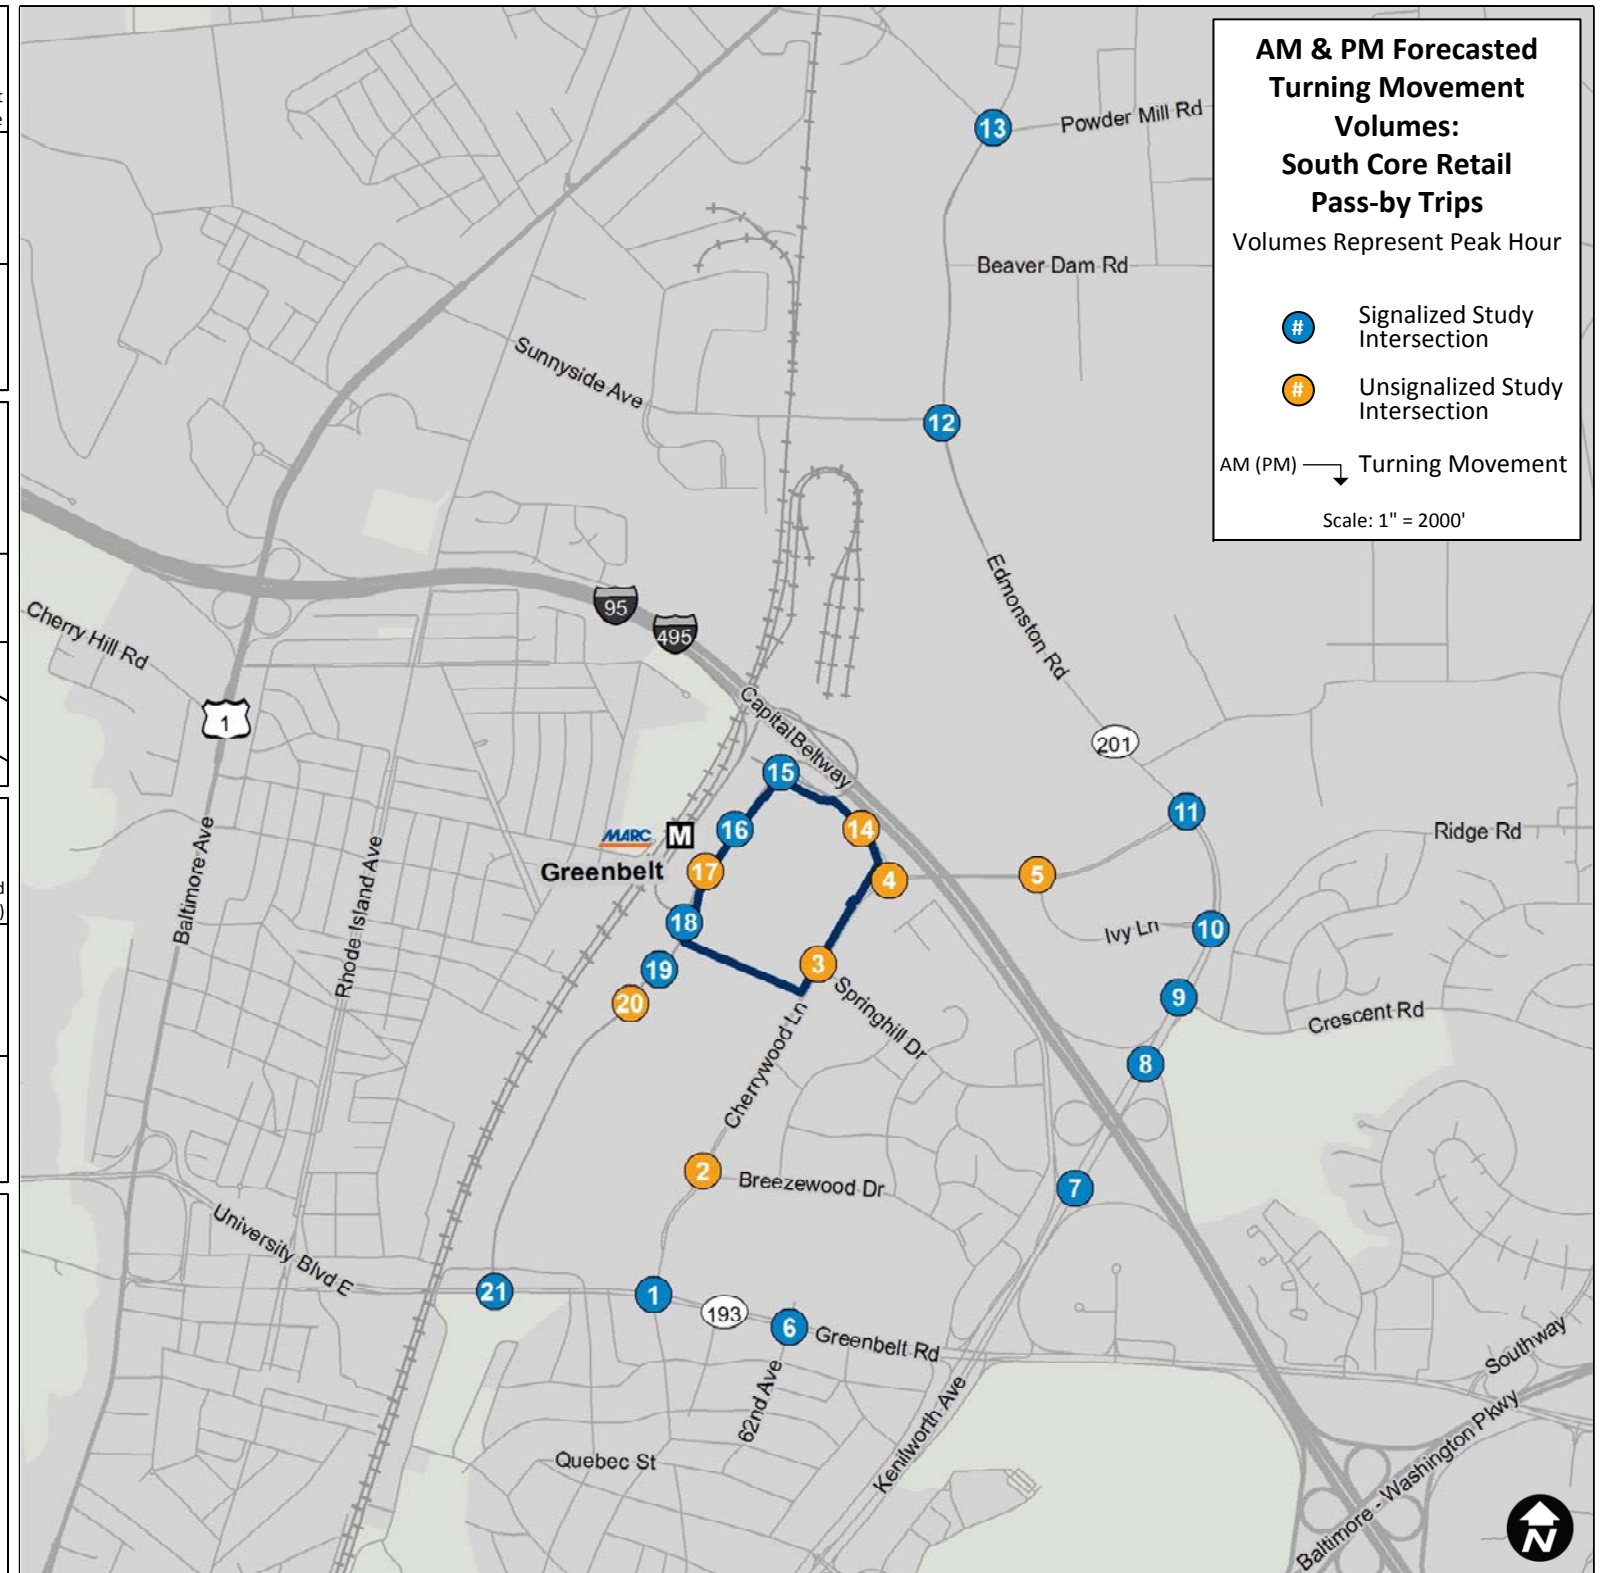 AM & PM Forecasted
Turning Movement
Volumes:
South Core Retail
Pass-by Trips
Volumes Represent Peak Hour
# Signalized Study
Intersection
# Unsignalized Study
Intersection
AM (PM) Turning Movement
Scale: 1" = 2000'
13
Powder Mill Rd
Beaver Dam Rd
Sunnyside Ave
12
Edmonston Rd
95
495
Cherry Hill Rd
1
Capital Beltway
201
15
11
16
14
Ridge Rd
MARC
M
Greenbelt
17
4
5
Baltimore Ave
Rhode Island Ave
18
Ivy Ln
10
19
3
20
9
Springhill Dr
Crescent Rd
Cherrywood Ln
8
2
Breezewood Dr
7
University Blvd E
21
1
193
6
Greenbelt Rd
Southway
62nd Ave
Kenilworth Ave
Quebec St
Baltimore - Washington Pkwy
N